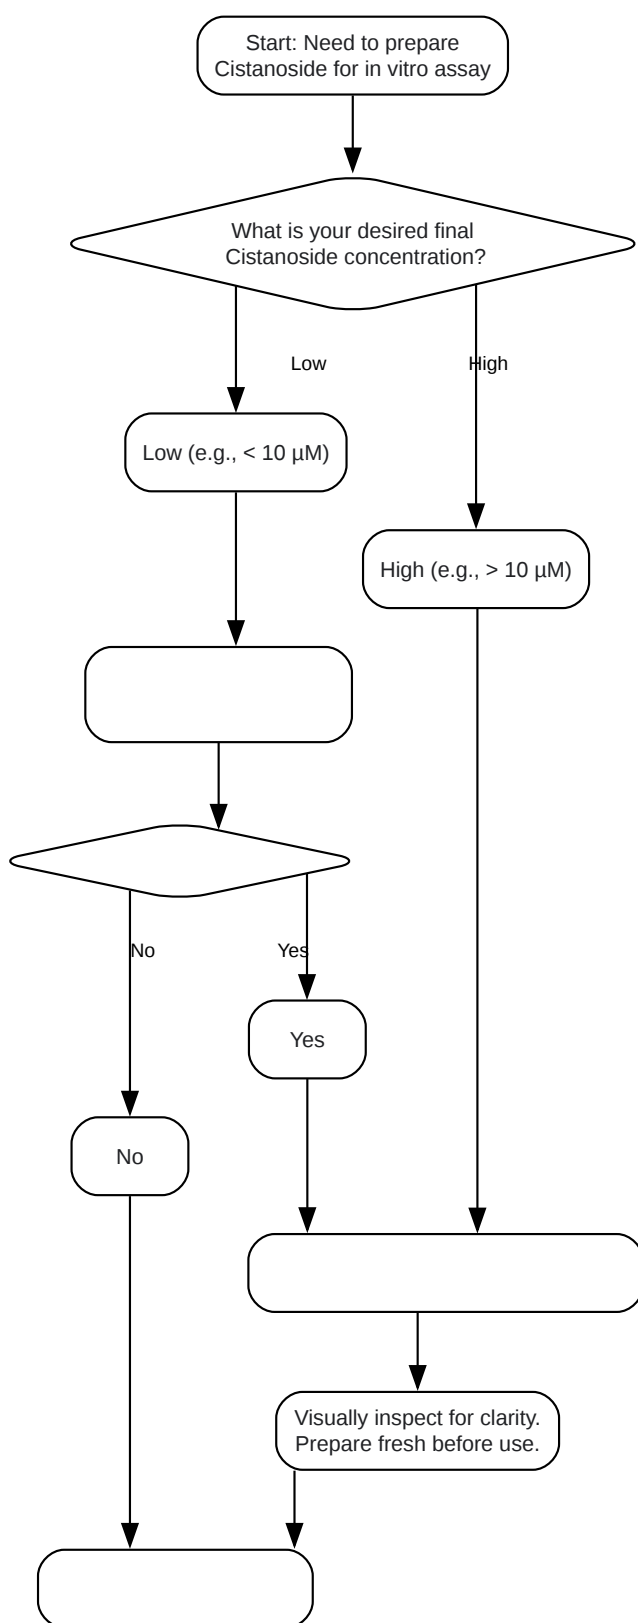 Start: Need to prepare
Cistanoside for in vitro assay
What is your desired final
Cistanoside concentration?
Low
High
Low (e.g., < 10 µM)
High (e.g., > 10 µM)
No
Yes
Yes
No
Visually inspect for clarity.
Prepare fresh before use.